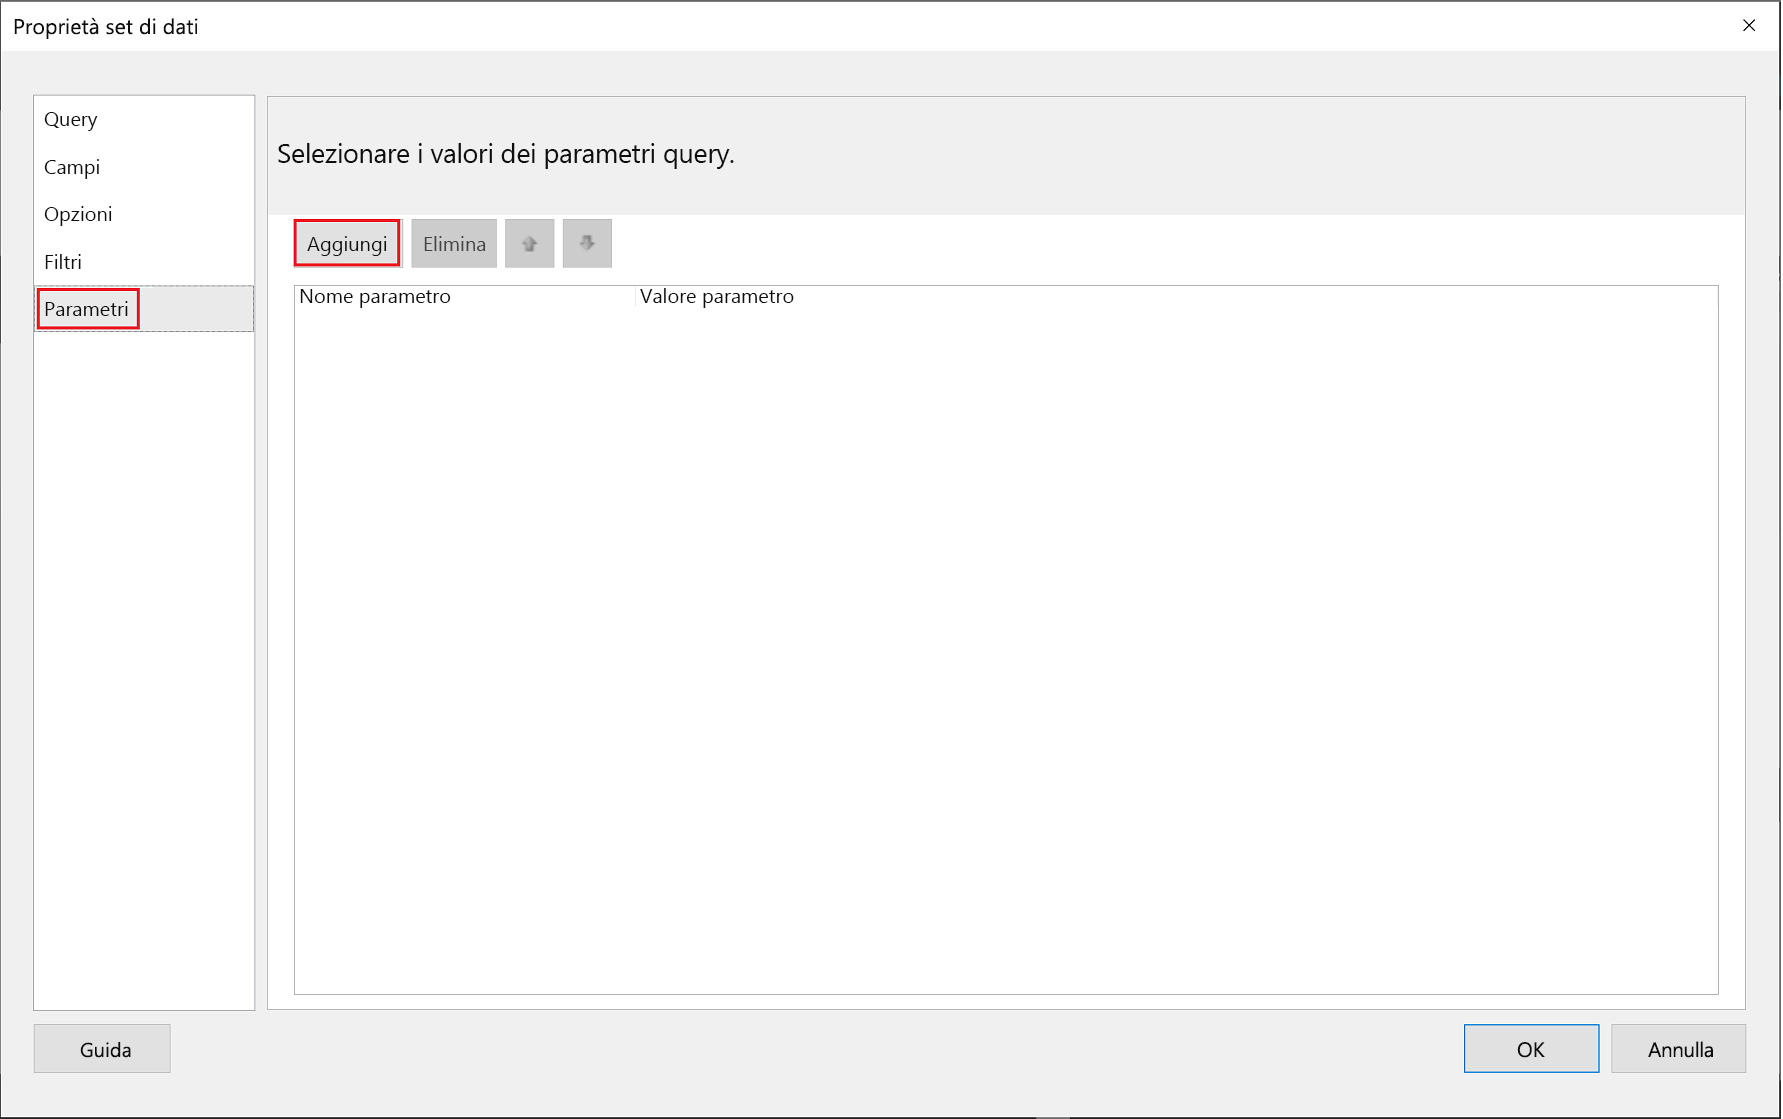 Proprietà set di dati
Query
Campi
Opzioni
Filtri
Parametri
Selezionare i valori dei parametri query.
Aggiungi Elimina
Nome parametro Valore parametro
Guida OK Annulla